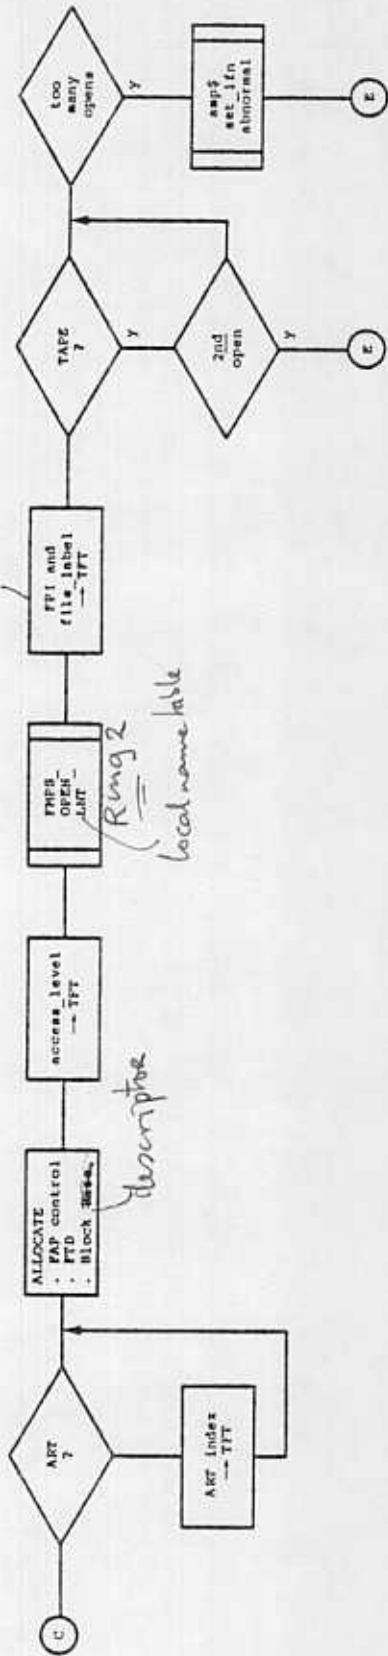 C
ART
?
ART index
→ TFT
ALLOCATE
· FAP control
· FTD
· Block
descriptor
access_level
→ TFT
FMP$_
OPEN_
LNT
Ring 2
Local name table
and
file_label
→ TFT
TAPE
?
y
2nd
open
y
E
too
many
opens
y
amp$
set_lfn
abnormal
E